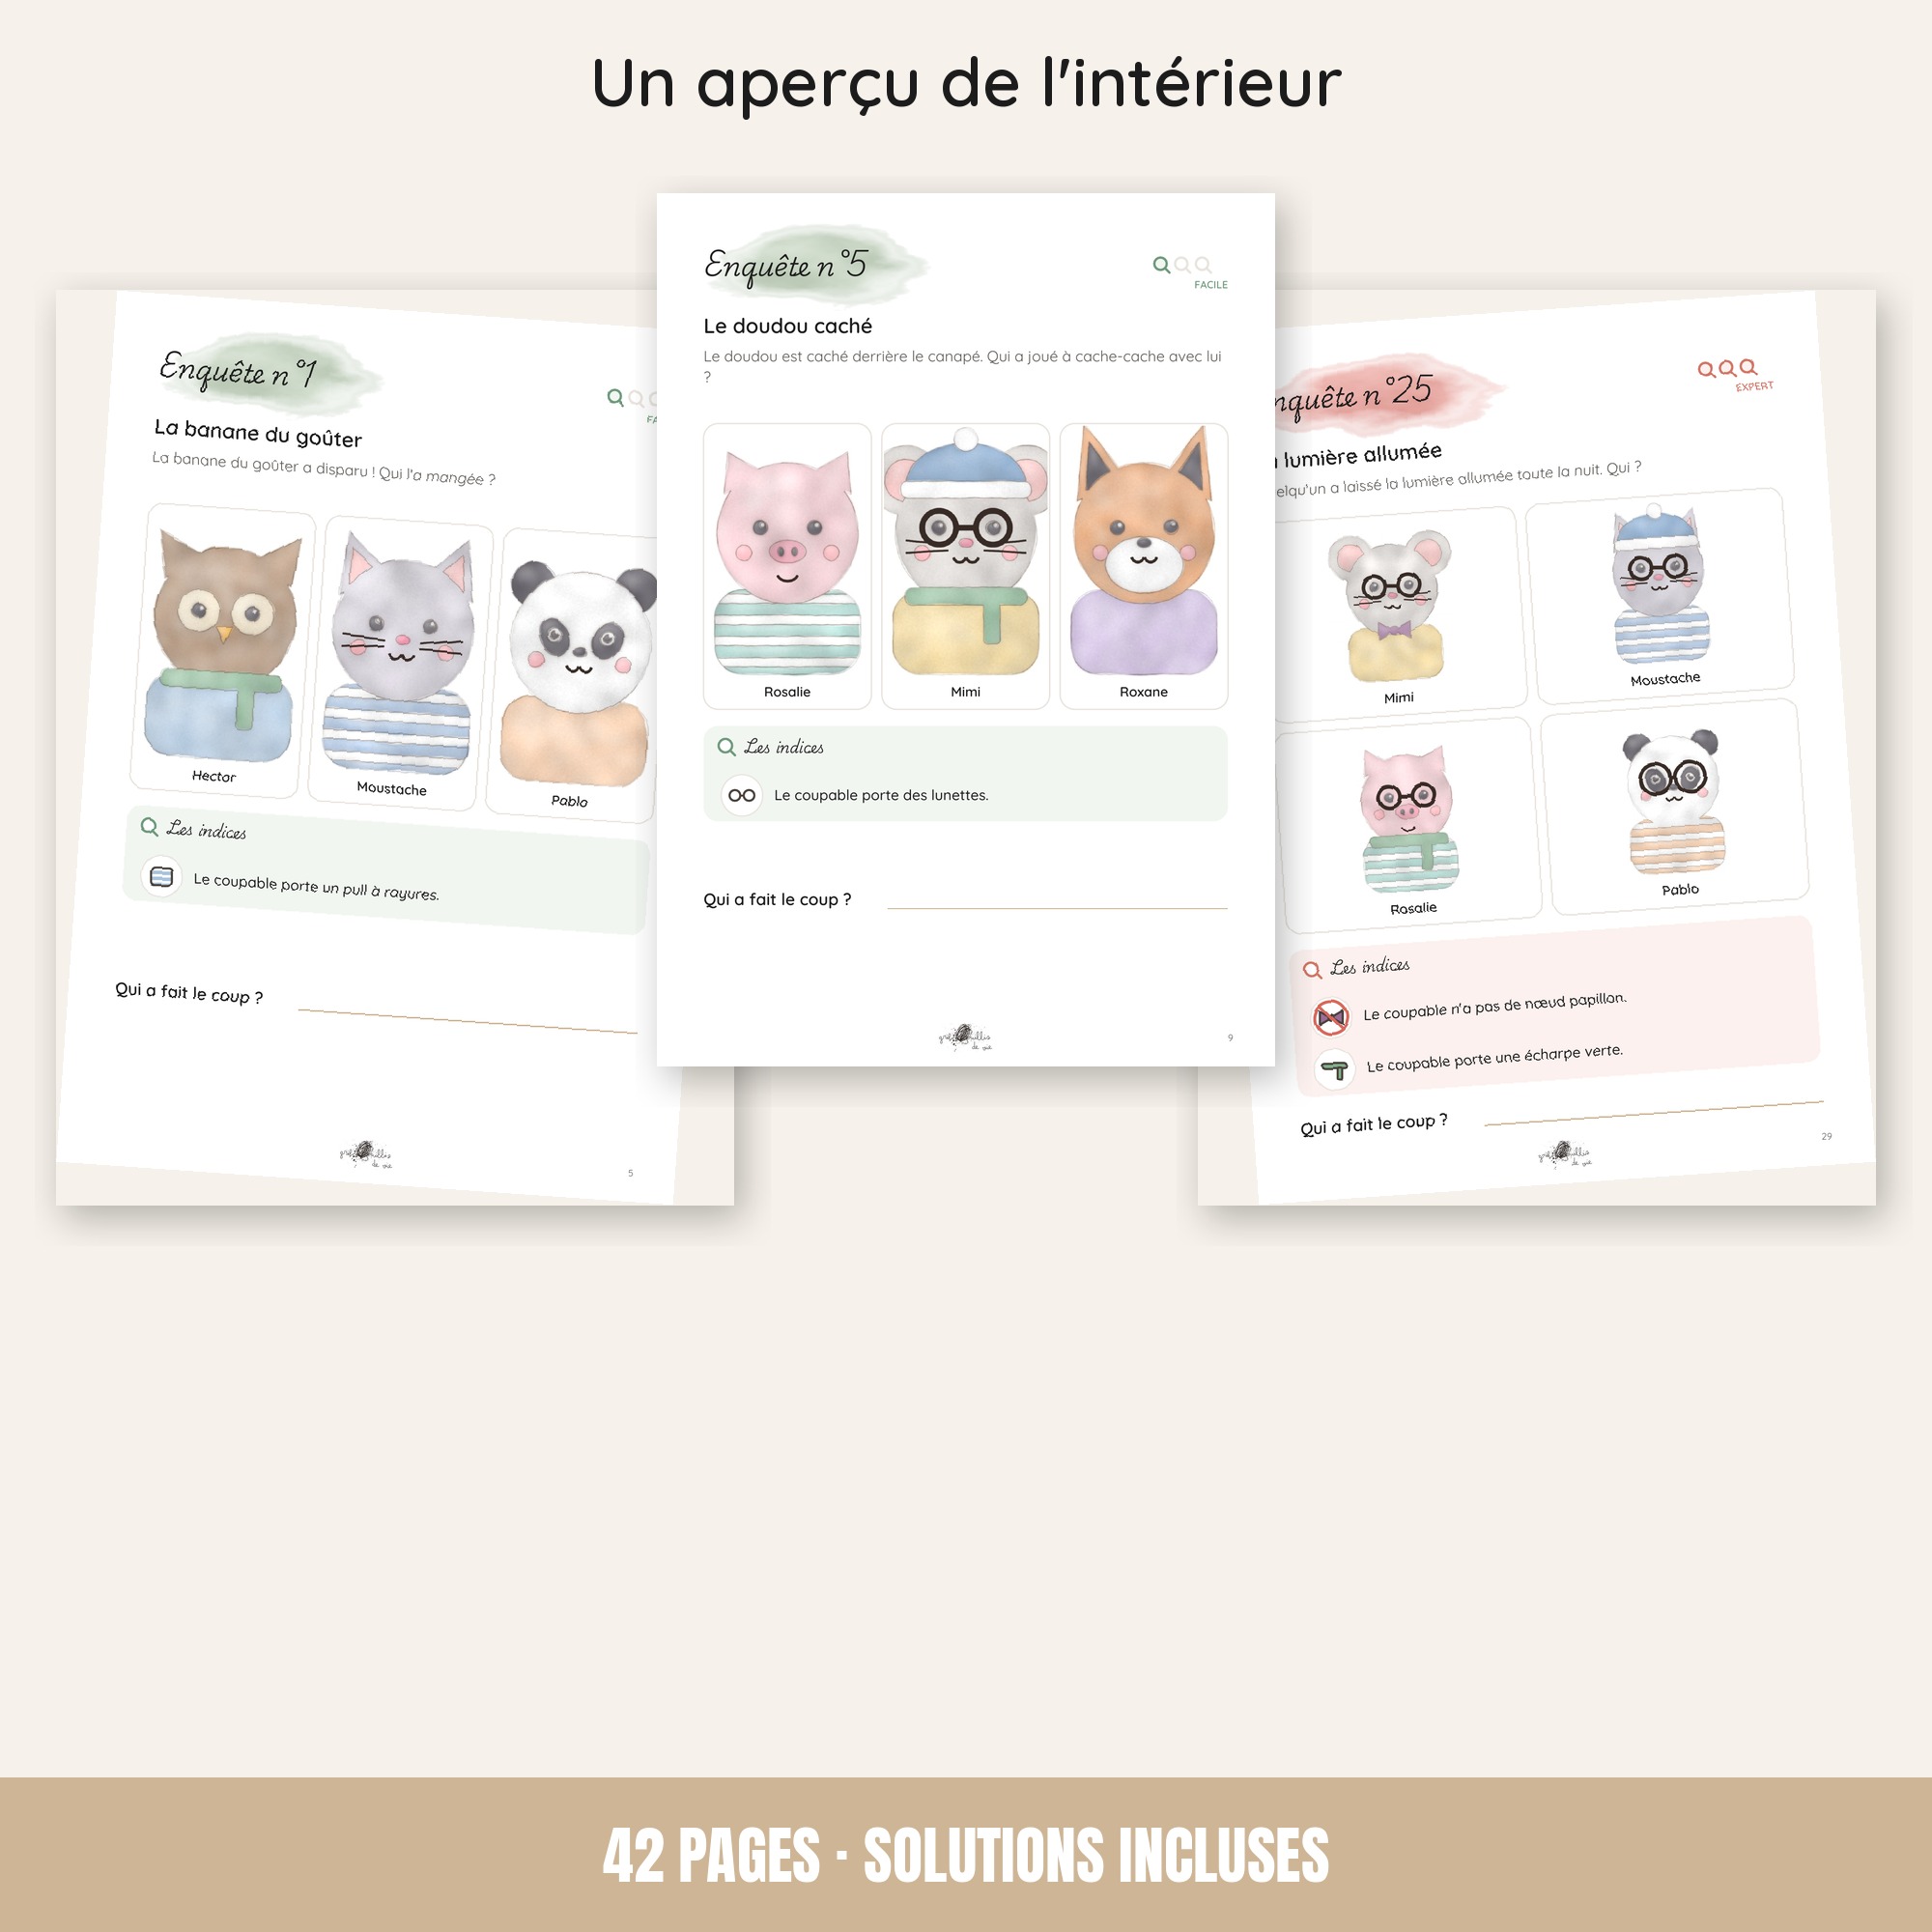 Un aperçu de l'intérieur
Enquête n°1
La banane du goûter
La banane du goûter a disparu ! Qui l'a mangée ?
Hector
Moustache
Pablo
Les indices
Le coupable porte un pull à rayures.
Qui a fait le coup ?
5
Enquête n°5
FACILE
Le doudou caché
Le doudou est caché derrière le canapé. Qui a joué à cache-cache avec lui
?
Rosalie
Mimi
Roxane
Les indices
Le coupable porte des lunettes.
Qui a fait le coup ?
9
nquête n°25
EXPERT
lumière allumée
elqu'un a laissé la lumière allumée toute la nuit. Qui ?
Mimi
Moustache
Rosalie
Pablo
Les indices
Le coupable n'a pas de nœud papillon.
Le coupable porte une écharpe verte.
Qui a fait le coup ?
29
42 PAGES · SOLUTIONS INCLUSES